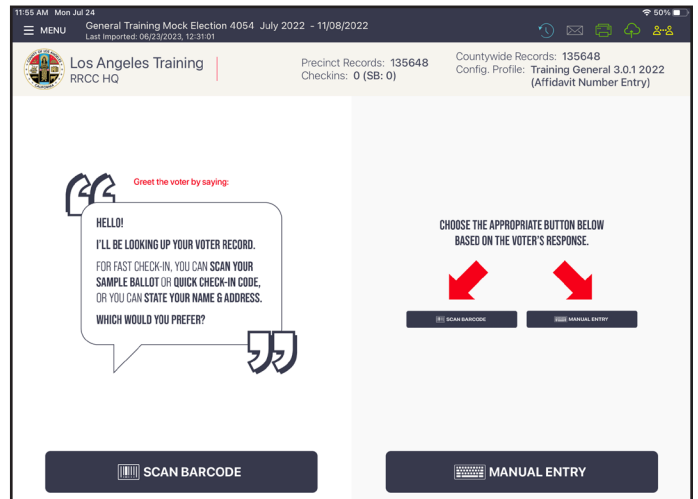 11:55 AM Mon Jul 24
50%
MENU
General Training Mock Election 4054 July 2022 - 11/08/2022
Last Imported: 06/23/2023, 12:31:01
Los Angeles Training
RRCC HQ
Precinct Records: 135648
Checkins: 0 (SB: 0)
Countywide Records: 135648
Config. Profile: Training General 3.0.1 2022
(Affidavit Number Entry)
Greet the voter by saying:
HELLO!
I'LL BE LOOKING UP YOUR VOTER RECORD.
FOR FAST CHECK-IN, YOU CAN SCAN YOUR
SAMPLE BALLOT OR QUICK CHECK-IN CODE,
OR YOU CAN STATE YOUR NAME & ADDRESS.
WHICH WOULD YOU PREFER?
CHOOSE THE APPROPRIATE BUTTON BELOW
BASED ON THE VOTER'S RESPONSE.
SCAN BARCODE
MANUAL ENTRY
SCAN BARCODE
MANUAL ENTRY